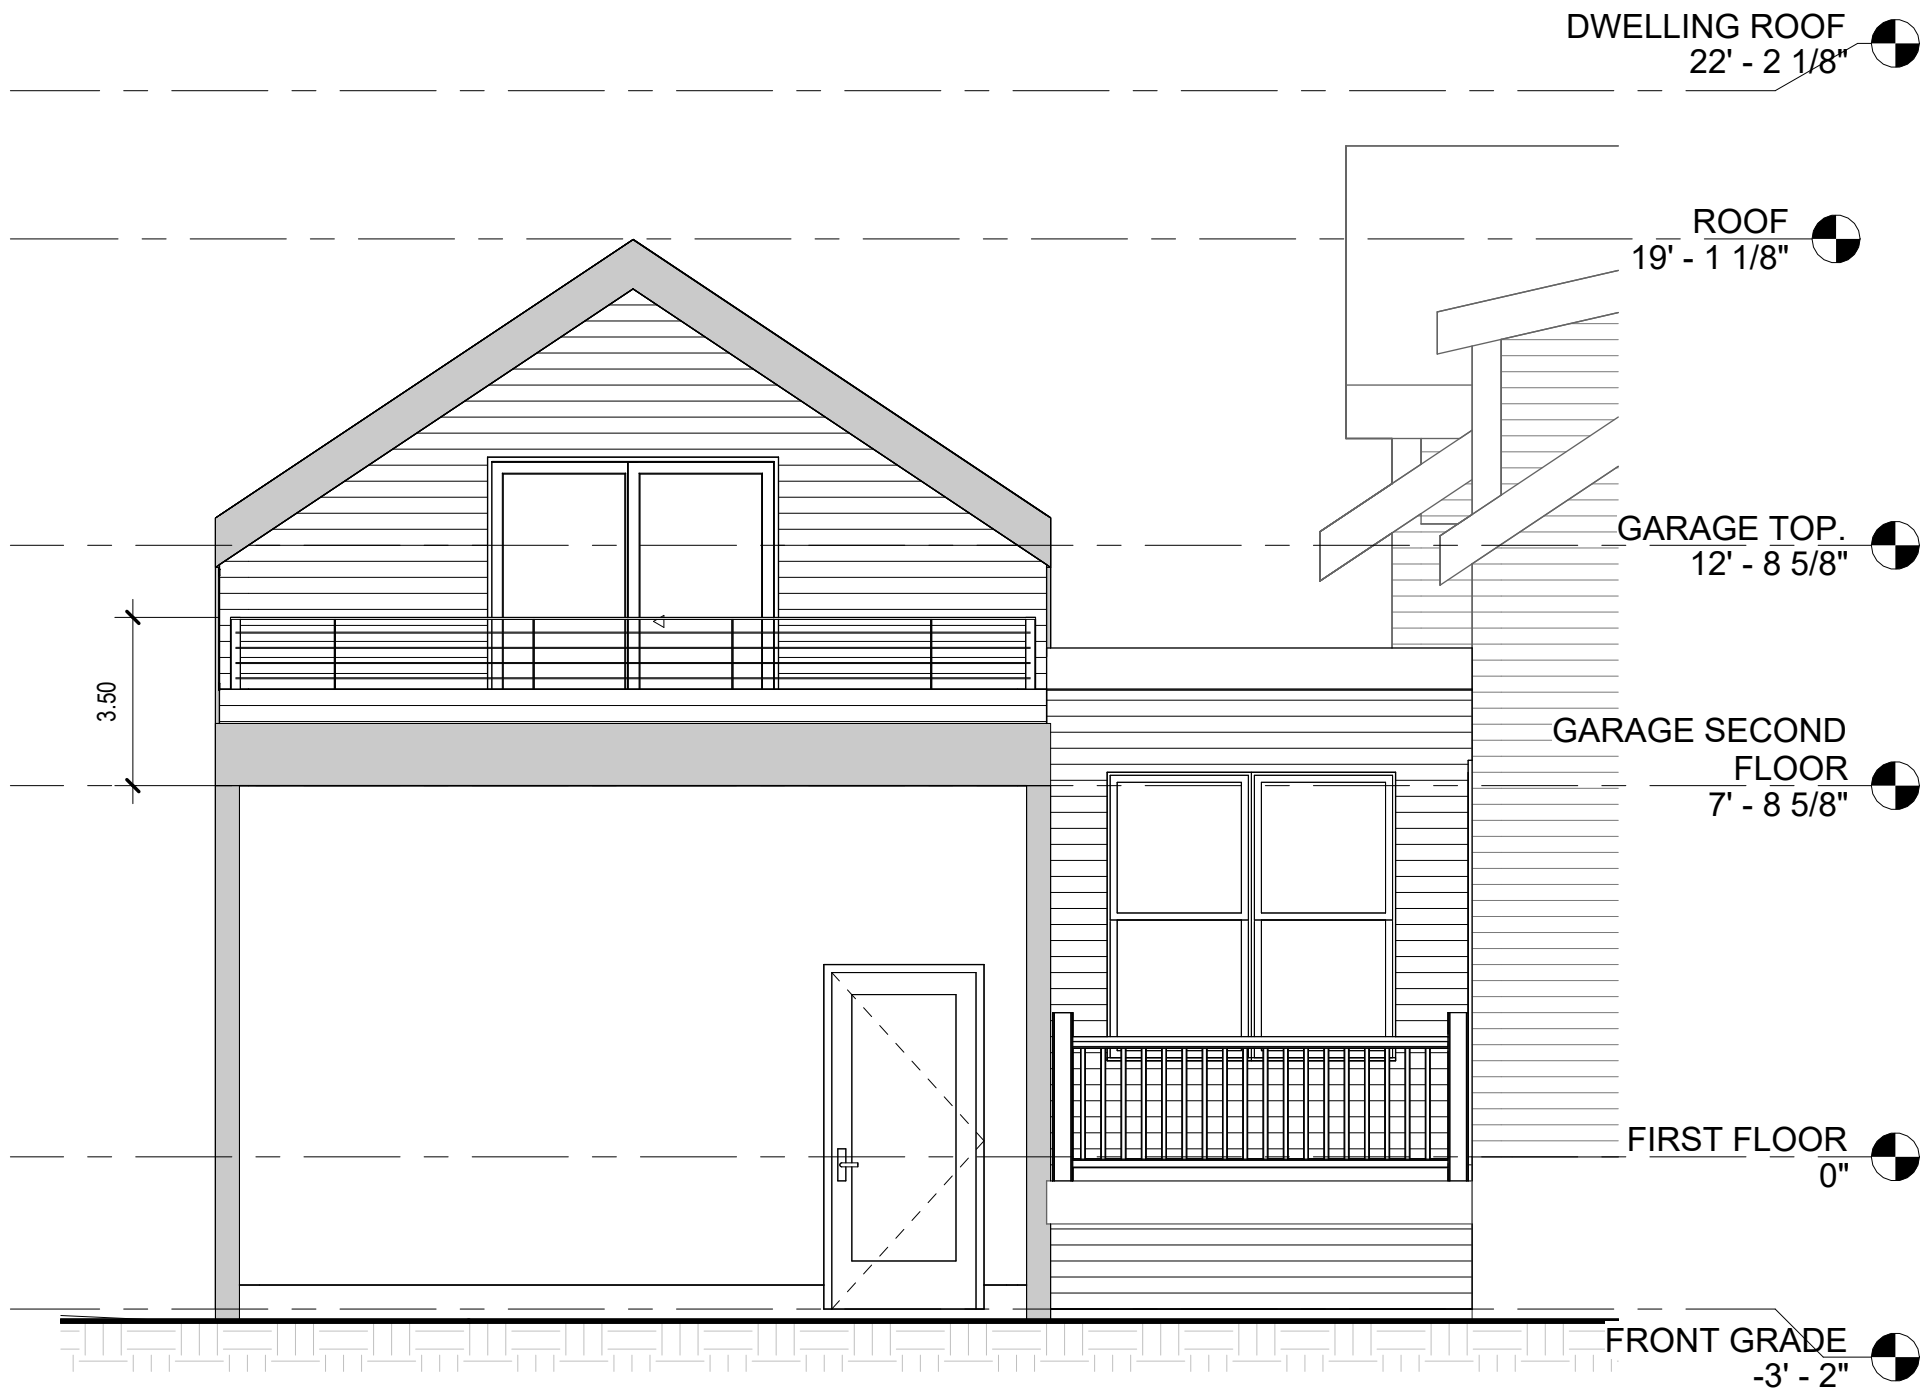 DWELLING ROOF
22' - 2 1/8"
ROOF
19' - 1 1/8"
GARAGE TOP.
12' - 8 5/8"
3.50
GARAGE SECOND
FLOOR
7' - 8 5/8"
FIRST FLOOR
0"
FRONT GRADE
-3' - 2"